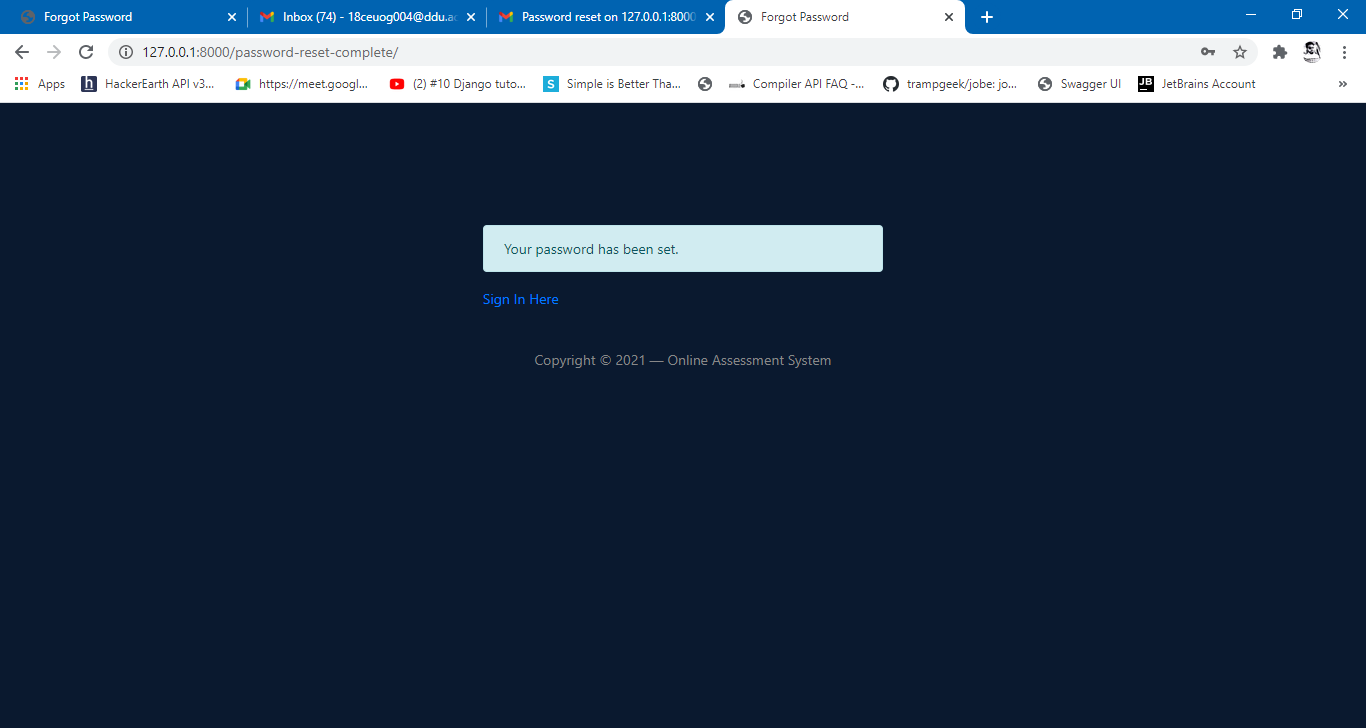 Forgot Password
Inbox (74) - 18ceuog004@ddu.ac
Password reset on 127.0.0.1:8000
Forgot Password
127.0.0.1:8000/password-reset-complete/
Apps
h HackerEarth API v3...
https://meet.googl...
(2) #10 Django tuto...
S Simple is Better Tha...
Compiler API FAQ -...
trampgeek/jobe: jo...
Swagger UI
JB JetBrains Account
»
Your password has been set.
Sign In Here
Copyright © 2021 — Online Assessment System